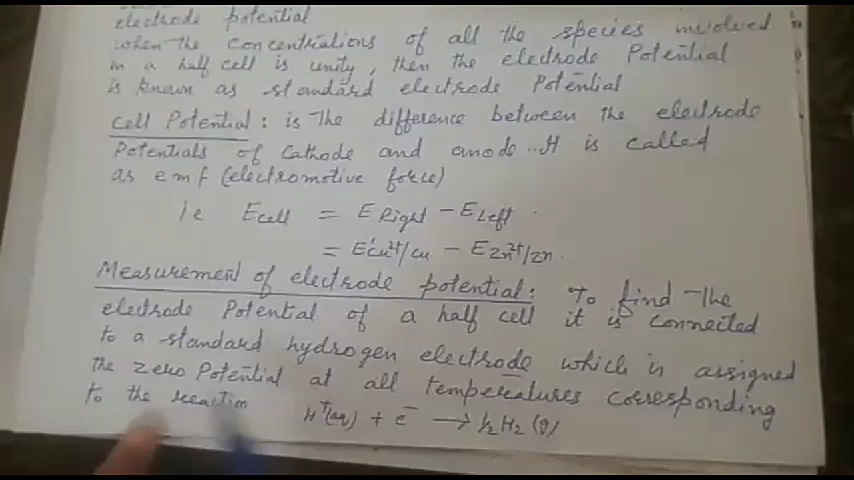 electrode potential
when the concentrations of all the species involved
in a half cell is unity, then the electrode Potential
is known as standard electrode Potential
Cell Potential: is The difference between the electrode
Potentials of Cathode and anode.. It is called
as emf (electromotive force)
ie Ecell = E Right - E Left.
= E Cu²⁺/Cu - E Zn²⁺/Zn.
Measurement of electrode potential: To find The
electrode Potential of a half cell it is connected
to a standard hydrogen electrode which is assigned
the zero Potential at all temperatures corresponding
to the reaction
H⁺(aq) + e⁻ → ½H₂ (g)